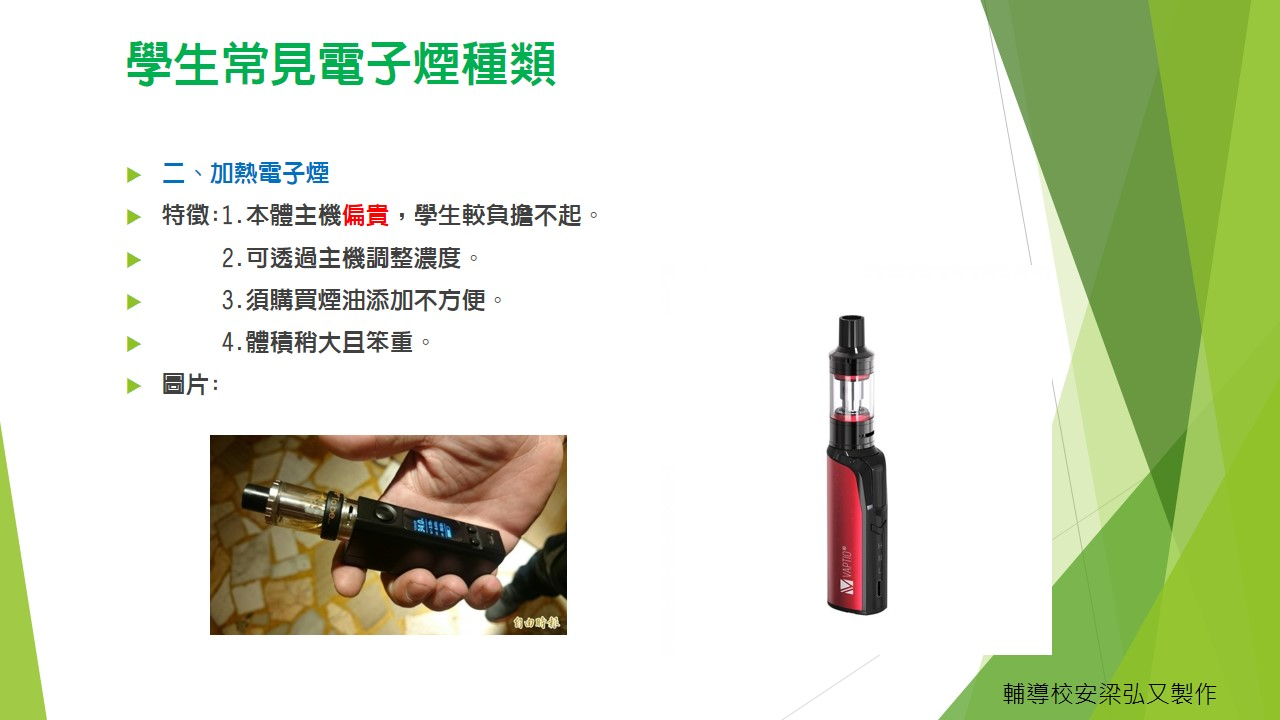 學生常見電子煙種類
二、加熱電子煙
特徵:1.本體主機偏貴，學生較負擔不起。
2.可透過主機調整濃度。
3.須購買煙油添加不方便。
4.體積稍大且笨重。
圖片:
自由時報
VAPTIO®
輔導校安梁弘又製作